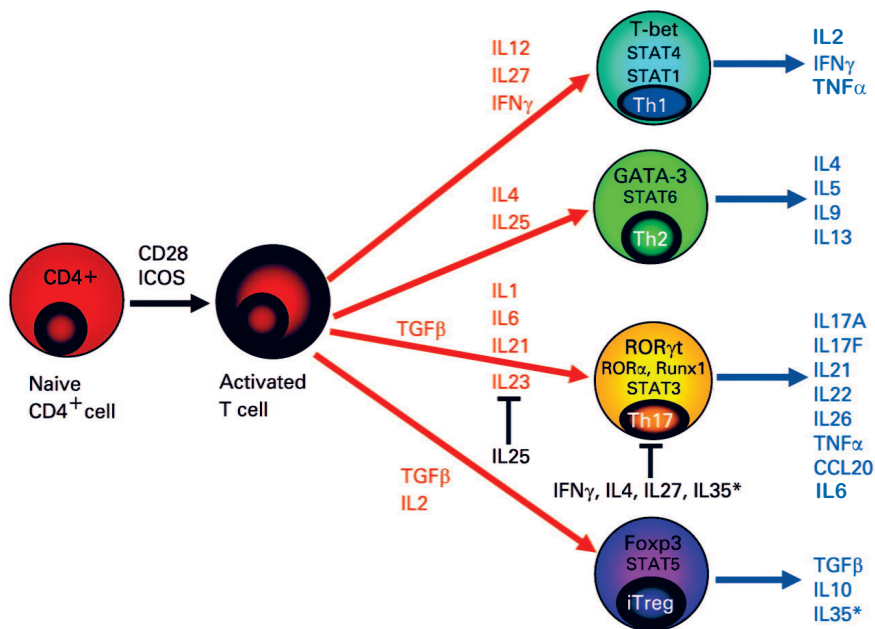 CD4+
Naive
CD4+ cell
CD28
ICOS
Activated
T cell
IL12
IL27
IFNγ
T-bet
STAT4
STAT1
Th1
IL2
IFNγ
TNFα
IL4
IL25
GATA-3
STAT6
Th2
IL4
IL5
IL9
IL13
TGFβ
IL1
IL6
IL21
IL23
IL25
RORγt
RORα, Runx1
STAT3
Th17
IFNγ, IL4, IL27, IL35*
IL17A
IL17F
IL21
IL22
IL26
TNFα
CCL20
IL6
TGFβ
IL2
Foxp3
STAT5
iTreg
TGFβ
IL10
IL35*